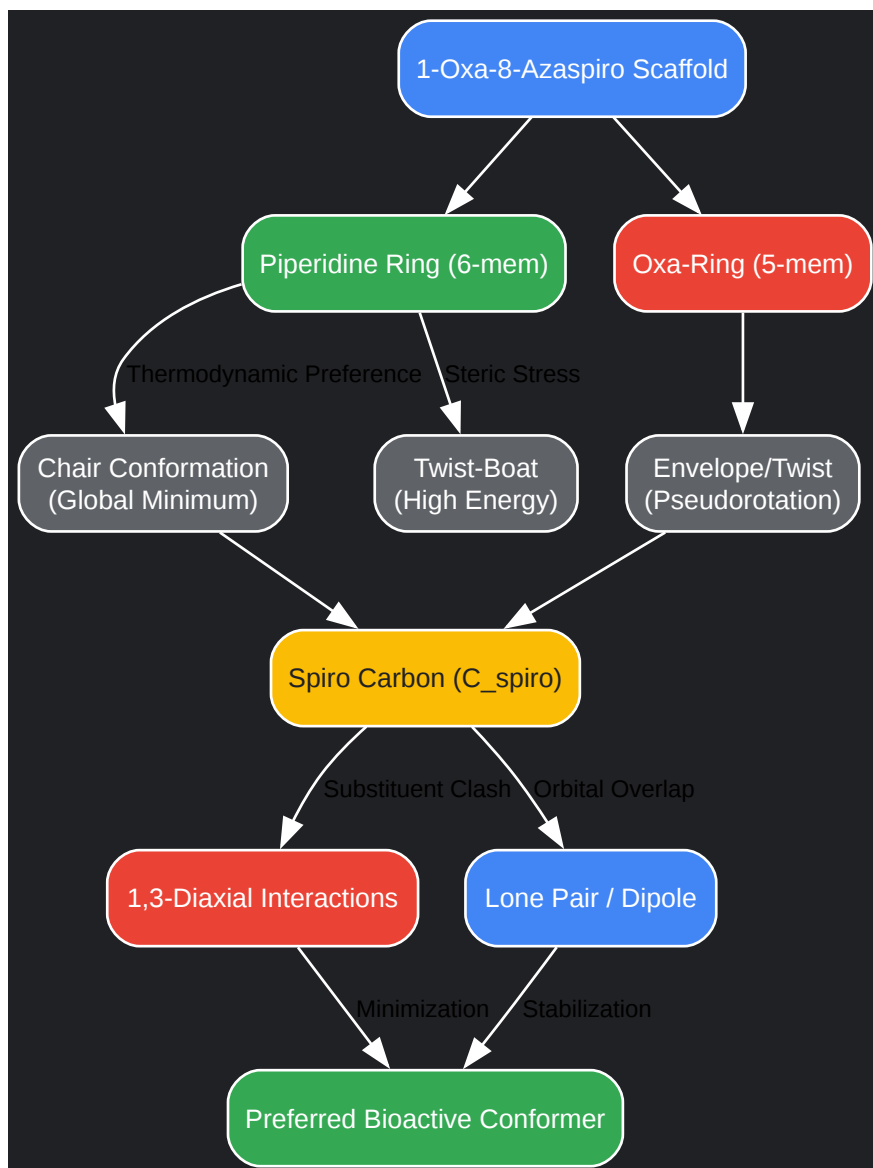 1-Oxa-8-Azaspiro Scaffold
Piperidine Ring (6-mem)
Oxa-Ring (5-mem)
Thermodynamic Preference
Steric Stress
Chair Conformation
(Global Minimum)
Twist-Boat
(High Energy)
Envelope/Twist
(Pseudorotation)
Spiro Carbon (C_spiro)
Substituent Clash
Orbital Overlap
1,3-Diaxial Interactions
Lone Pair / Dipole
Minimization
Stabilization
Preferred Bioactive Conformer